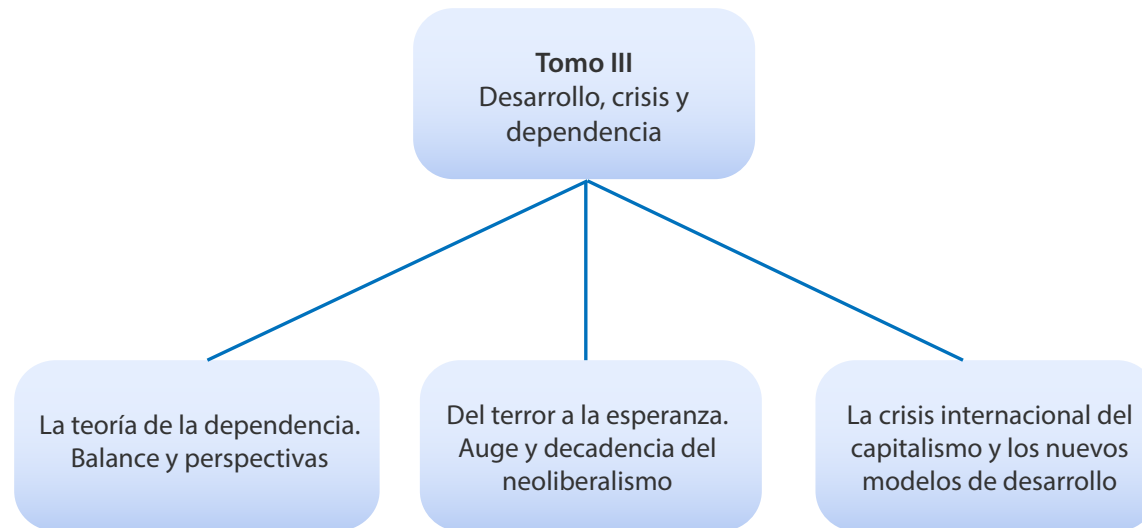 Tomo III
Desarrollo, crisis y
dependencia
La teoría de la dependencia.
Balance y perspectivas
Del terror a la esperanza.
Auge y decadencia del
neoliberalismo
La crisis internacional del
capitalismo y los nuevos
modelos de desarrollo